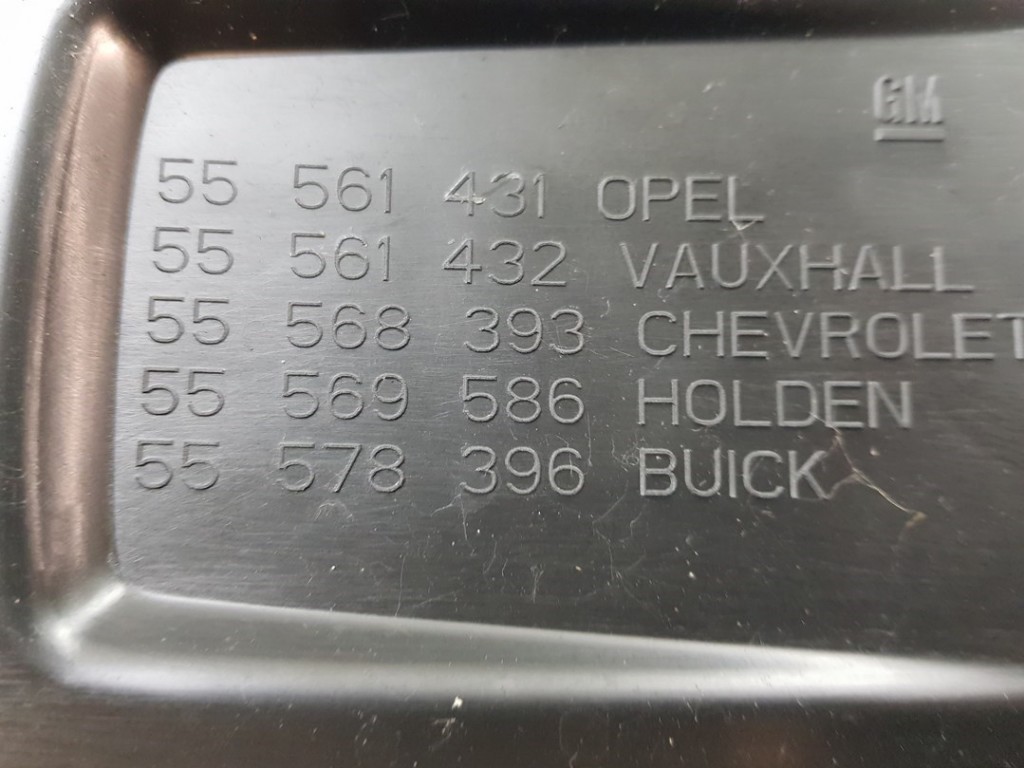 GM
55 561 431 OPEL
55 561 432 VAUXHALL
55 568 393 CHEVROLET
55 569 586 HOLDEN
55 578 396 BUICK